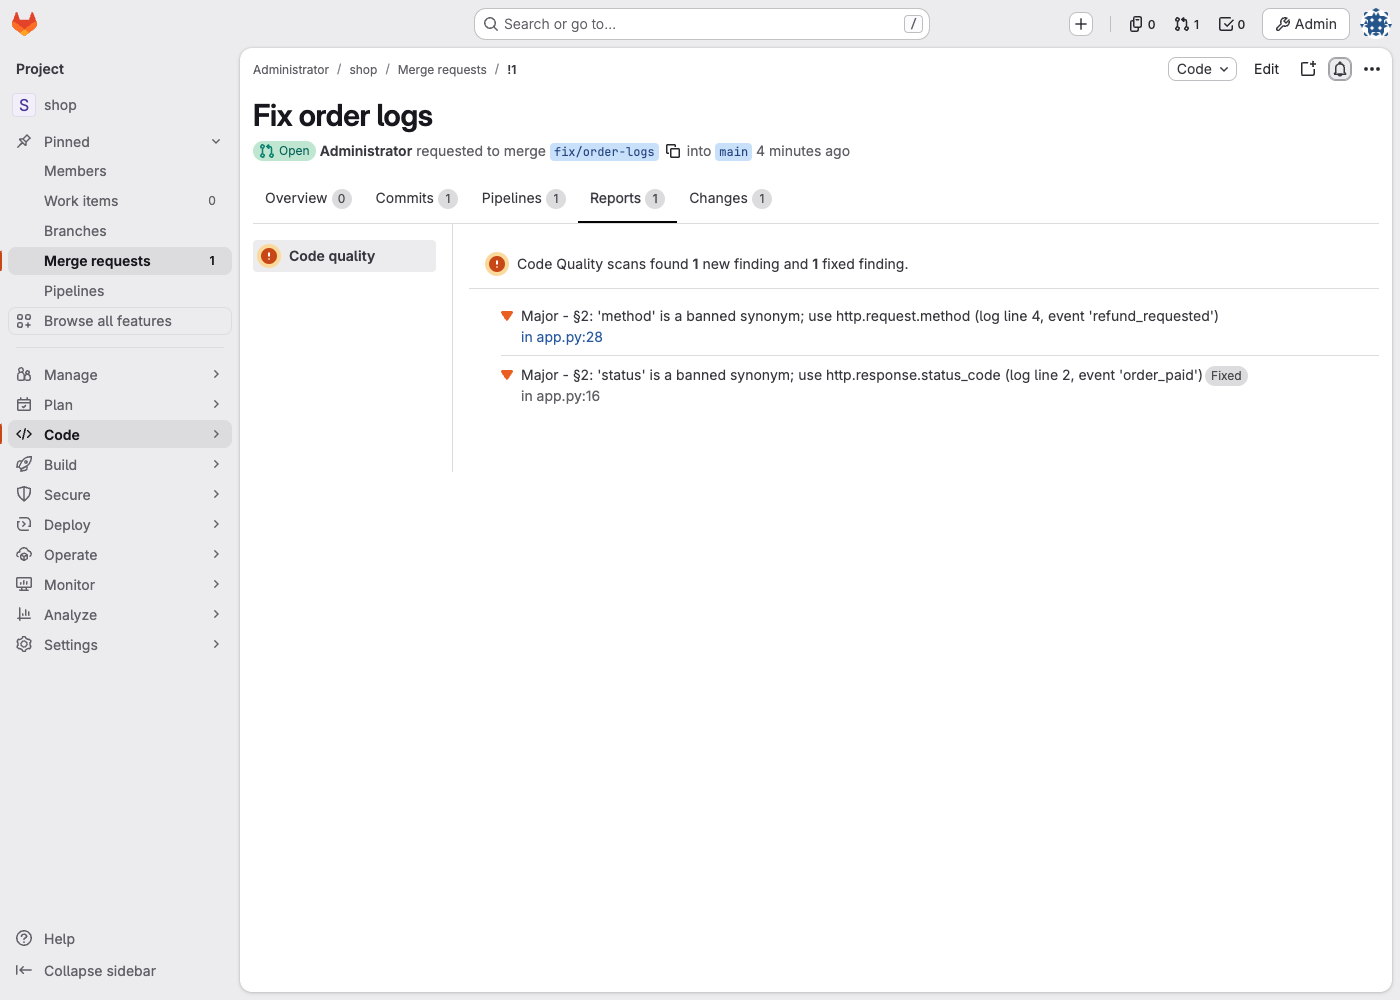 Search or go to...
/
0
1
0
Admin
Project
S shop
Pinned
Members
Work items 0
Branches
Merge requests 1
Pipelines
Browse all features
Manage
Plan
Code
Build
Secure
Deploy
Operate
Monitor
Analyze
Settings
Help
Collapse sidebar
Administrator / shop / Merge requests / !1
Code
Edit
Fix order logs
Open Administrator requested to merge fix/order-logs into main 4 minutes ago
Overview 0
Commits 1
Pipelines 1
Reports 1
Changes 1
Code quality
Code Quality scans found 1 new finding and 1 fixed finding.
Major - §2: 'method' is a banned synonym; use http.request.method (log line 4, event 'refund_requested')
in app.py:28
Major - §2: 'status' is a banned synonym; use http.response.status_code (log line 2, event 'order_paid') Fixed
in app.py:16